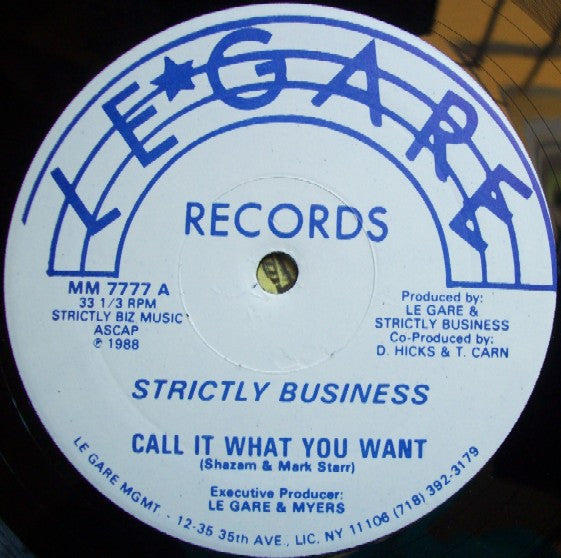 LE★GARE
RECORDS
MM 7777 A
33 1/3 RPM
STRICTLY BIZ MUSIC
ASCAP
℗ 1988
Produced by:
LE GARE &
STRICTLY BUSINESS
Co-Produced by:
D. HICKS & T. CARN
STRICTLY BUSINESS
CALL IT WHAT YOU WANT
(Shazam & Mark Starr)
Executive Producer:
LE GARE & MYERS
LE GARE MGMT - 12-35 35th AVE., LIC, NY 11106 (718) 392-3179